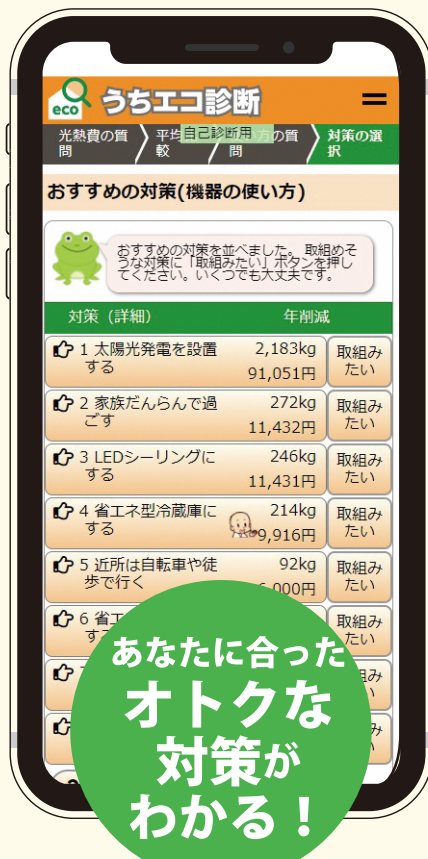 eco うちエコ診断
光熱費の質問
平均
較
自己診断用
方の質問
対策の選択
おすすめの対策(機器の使い方)
おすすめの対策を並べました。 取組めそ
うな対策に「取組みたい」ボタンを押し
てください。いくつでも大丈夫です。
対策（詳細） 年削減
1 太陽光発電を設置する 2,183kg 91,051円 取組みたい
2 家族だんらんで過ごす 272kg 11,432円 取組みたい
3 LEDシーリングにする 246kg 11,431円 取組みたい
4 省エネ型冷蔵庫にする 214kg 9,916円 取組みたい
5 近所は自転車や徒歩で行く 92kg 000円 取組みたい
6 省エ 取組みたい
あなたに合った
オトクな
対策が
わかる！